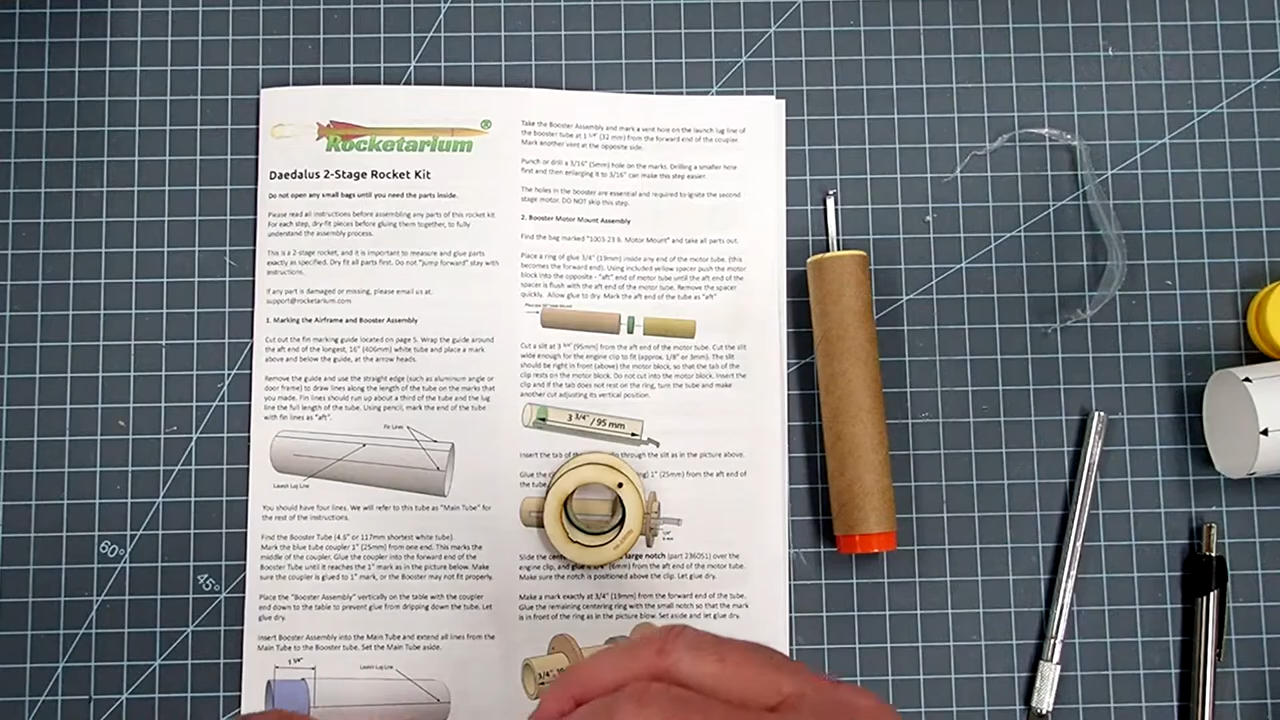 Rocketarium ®
Daedalus 2-Stage Rocket Kit
Do not open any small bags until you need the parts inside.
Please read all instructions before assembling any parts of this rocket kit.
For each step, dry-fit pieces before gluing them together, to fully
understand the assembly process.
This is a 2-stage rocket, and it is important to measure and glue parts
exactly as specified. Dry fit all parts first. Do not "jump forward" stay with
instructions.
If any part is damaged or missing, please email us at:
support@rocketarium.com
1. Marking the Airframe and Booster Assembly
Cut out the fin marking guide located on page 5. Wrap the guide around
the aft end of the longest, 16" (406mm) white tube and place a mark
above and below the guide, at the arrow heads.
Remove the guide and use the straight edge (such as aluminum angle or
door frame) to draw lines along the length of the tube on the marks that
you made. Fin lines should run up about a third of the tube and the lug
line the full length of the tube. Using pencil, mark the end of the tube
with fin lines as "aft".
Fin Lines
Launch Lug Line
You should have four lines. We will refer to this tube as "Main Tube" for
the rest of the instructions.
Find the Booster Tube (4.6" or 117mm shortest white tube).
Mark the blue tube coupler 1" (25mm) from one end. This marks the
middle of the coupler. Glue the coupler into the forward end of the
Booster Tube until it reaches the 1" mark as in the picture below. Make
sure the coupler is glued to 1" mark, or the Booster may not fit properly.
Place the "Booster Assembly" vertically on the table with the coupler
end down to the table to prevent glue from dripping down the tube. Let
glue dry.
Insert Booster Assembly into the Main Tube and extend all lines from the
Main Tube to the Booster tube. Set the Main Tube aside.
1 1/4"
Launch Lug Line
Take the Booster Assembly and mark a vent hole on the launch lug line of
the booster tube at 1 1/4" (32 mm) from the forward end of the coupler.
Mark another vent at the opposite side.
Punch or drill a 3/16" (5mm) hole on the marks. Drilling a smaller hole
first and then enlarging it to 3/16" can make this step easier.
The holes in the booster are essential and required to ignite the second
stage motor. DO NOT skip this step.
2. Booster Motor Mount Assembly
Find the bag marked "1003-23 B. Motor Mount" and take all parts out.
Place a ring of glue 3/4" (19mm) inside any end of the motor tube. (this
becomes the forward end). Using included yellow spacer push the motor
block into the opposite - "aft" end of motor tube until the aft end of the
spacer is flush with the aft end of the motor tube. Remove the spacer
quickly. Allow glue to dry. Mark the aft end of the tube as "aft"
Cut a slit at 3 3/4" (95mm) from the aft end of the motor tube. Cut the slit
wide enough for the engine clip to fit (approx. 1/8" or 3mm). The slit
should be right in front (above) the motor block, so that the tab of the
clip rests on the motor block. Do not cut into the motor block. Insert the
clip and if the tab does not rest on the ring, turn the tube and make
another cut adjusting its vertical position.
3 3/4" / 95 mm
Insert the tab of the through the slit as in the picture above.
Glue the 1" (25mm) from the aft end of
the tube
Slide the large notch (part 236051) over the
engine clip, and glue (6mm) from the aft end of the motor tube.
Make sure the notch is positioned above the clip. Let glue dry.
Make a mark exactly at 3/4" (19mm) from the forward end of the tube.
Glue the remaining centering ring with the small notch so that the mark
is in front of the ring as in the picture blow. Set aside and let glue dry.
3/4",
60°
45°